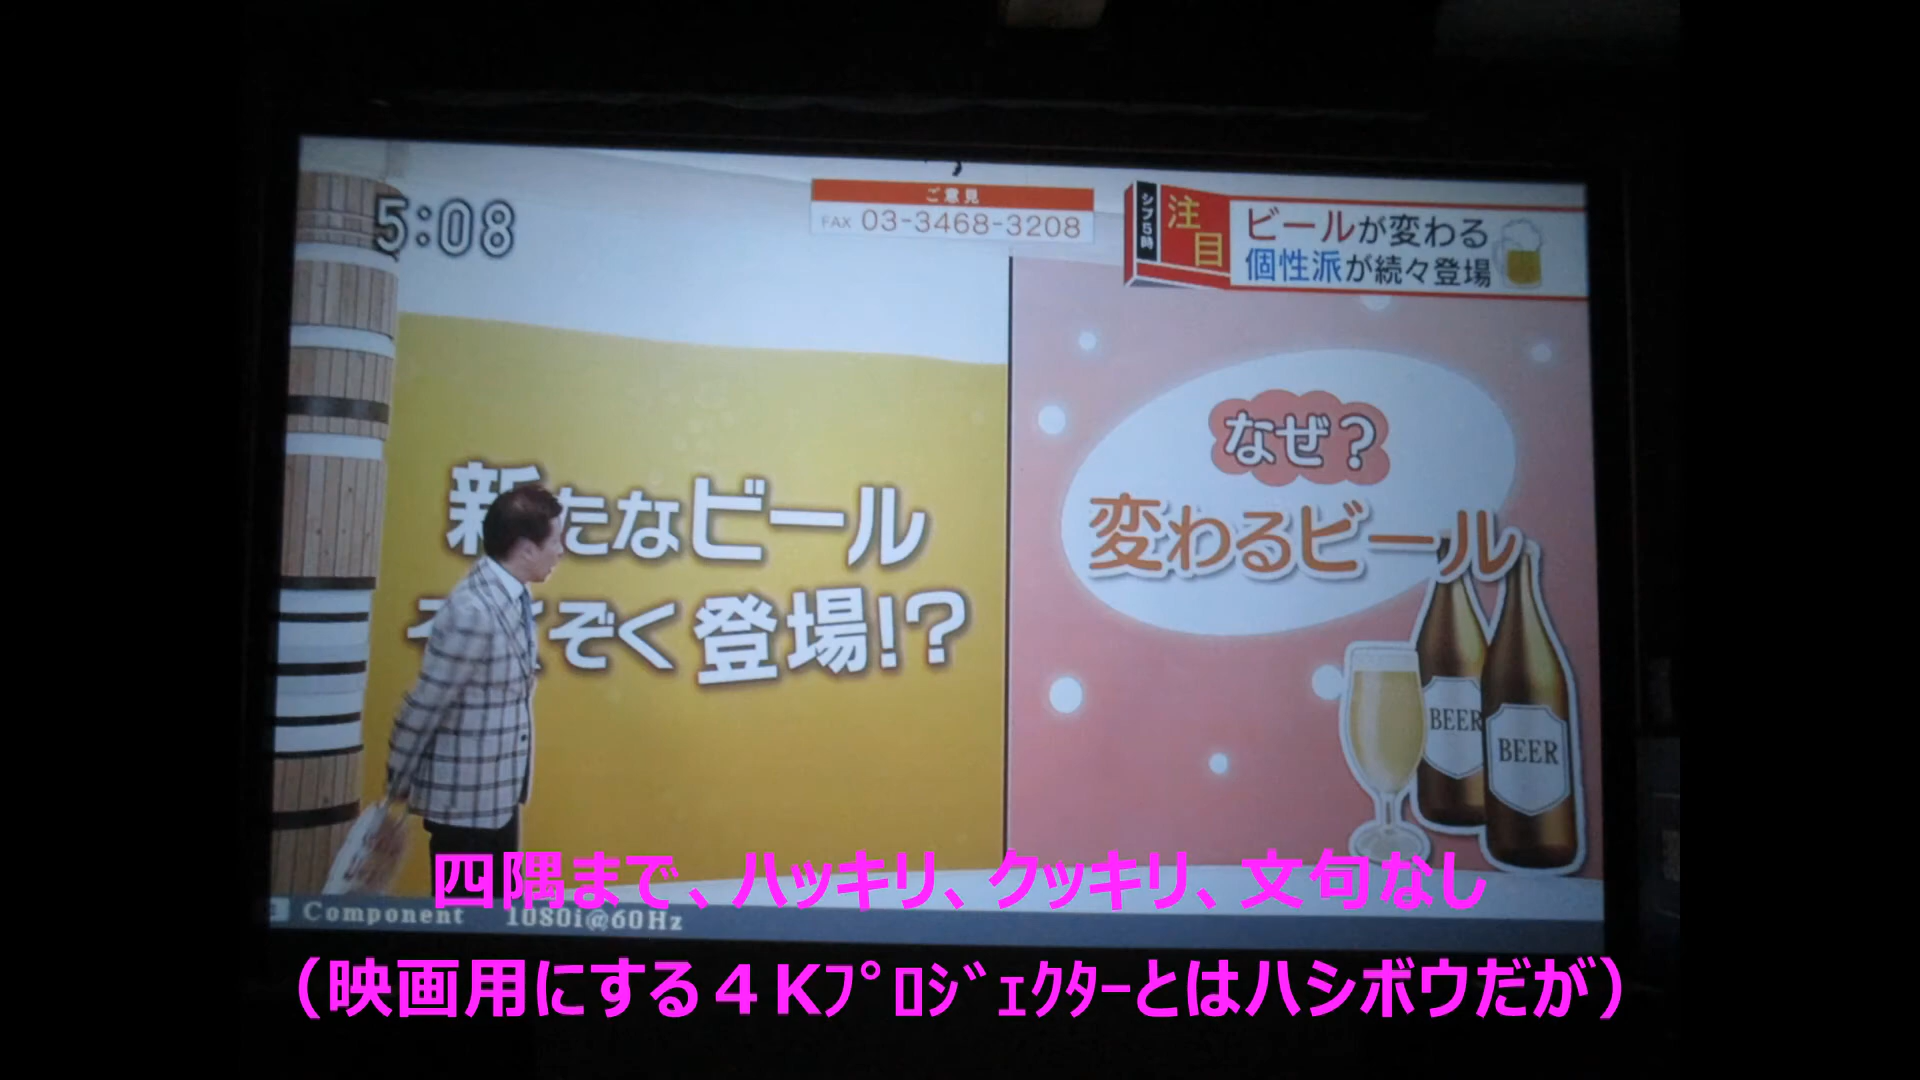 5:08
ご意見
FAX 03-3468-3208
シブ5時
注目
ビールが変わる
個性派が続々登場
なぜ?
変わるビール
新たなビール
ぞく登場!?
BEER
BEER
四隅まで、ハッキリ、クッキリ、文句なし
Component 1080i@60Hz
（映画用にする４Kﾌﾟﾛｼﾞｪｸﾀｰとはハシボウだが）